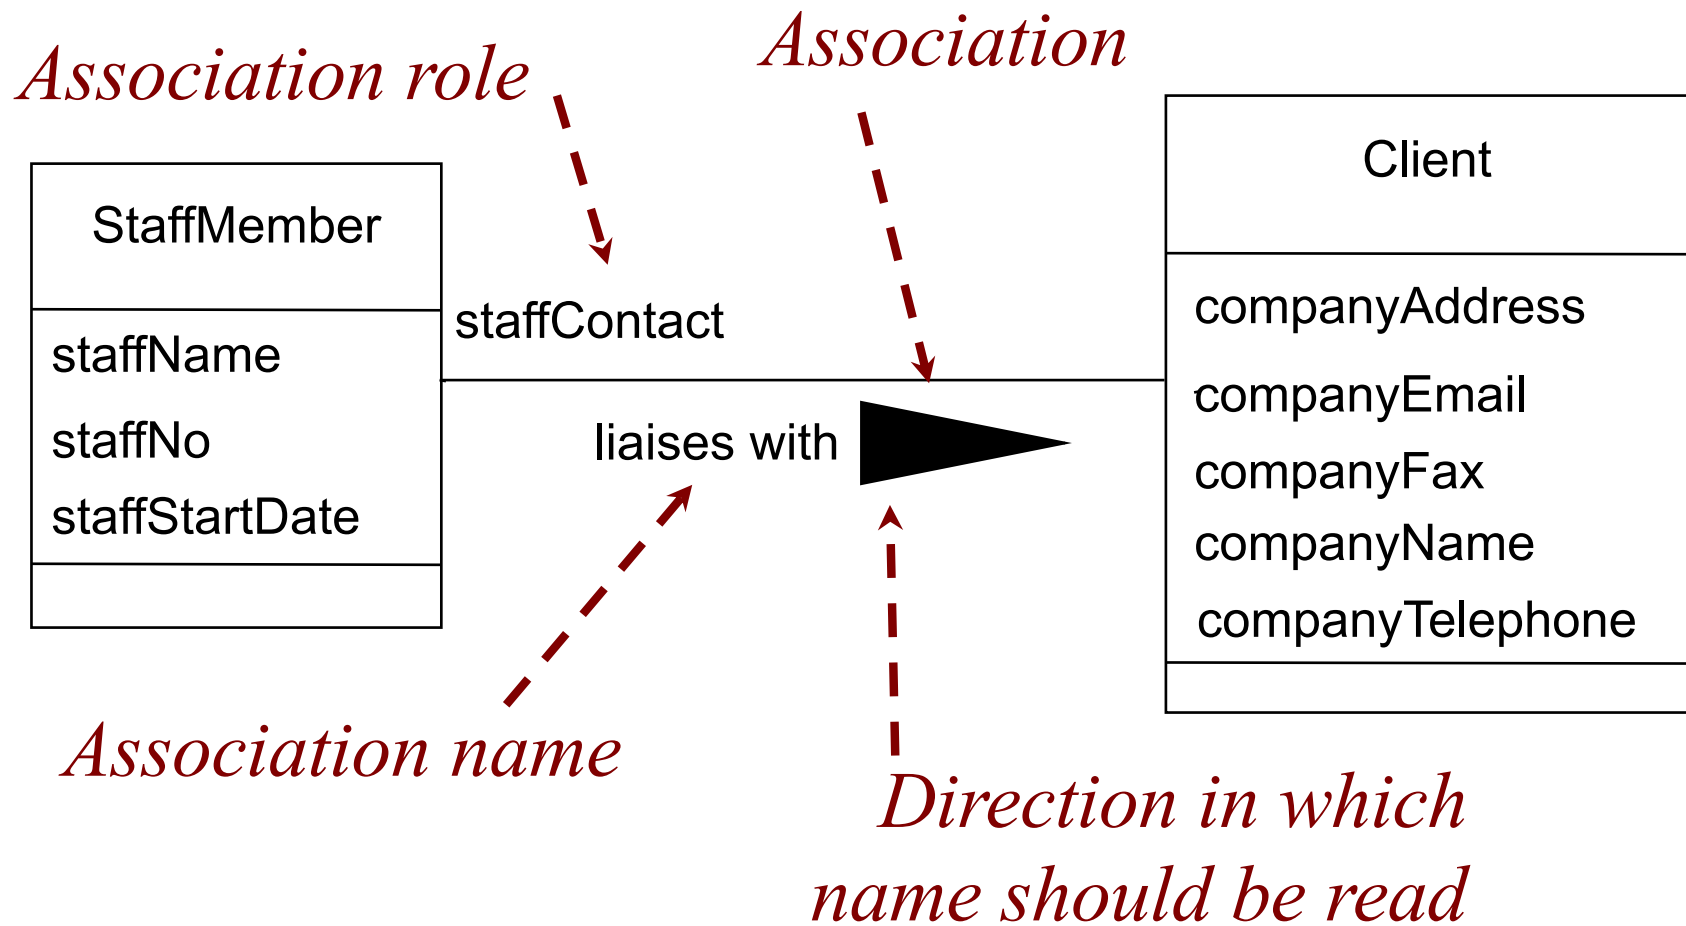 Association role
Association
StaffMember
staffName
staffNo
staffStartDate
staffContact
liaises with
Client
companyAddress
companyEmail
companyFax
companyName
companyTelephone
Association name
Direction in which
name should be read